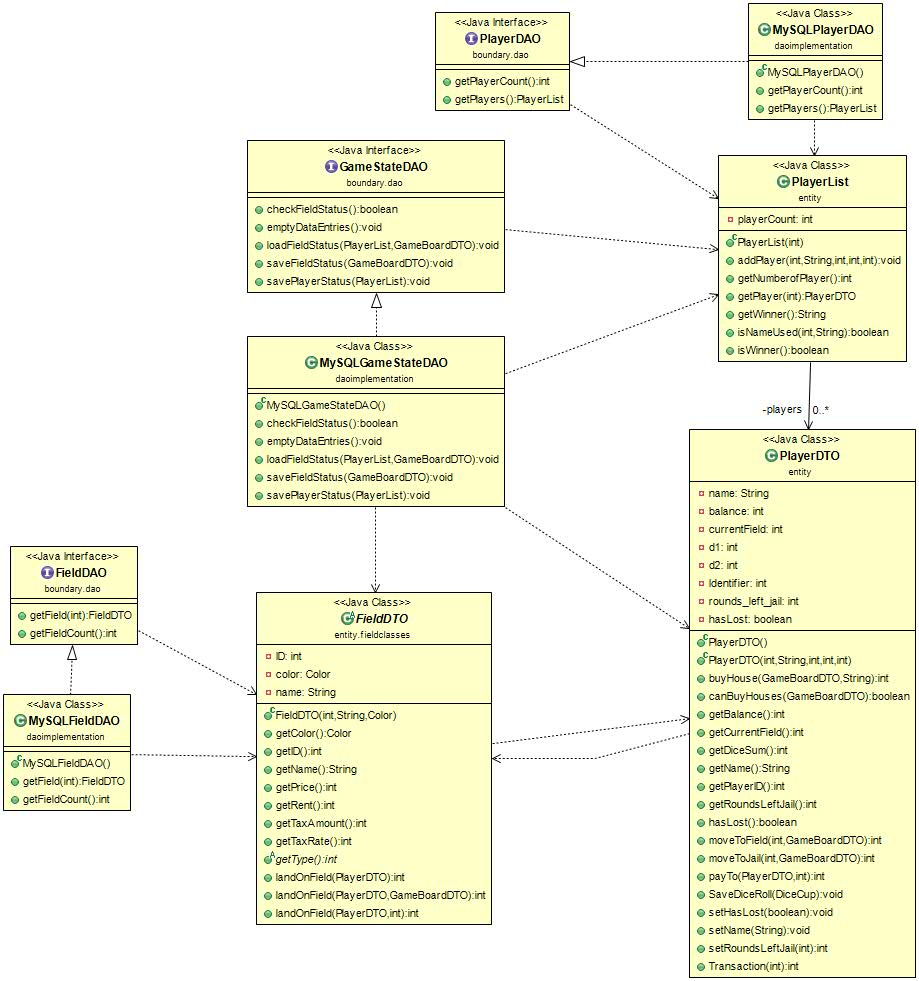 <<Java Interface>>
PlayerDAO
boundary.dao
getPlayerCount():int
getPlayers():PlayerList
<<Java Class>>
MySQLPlayerDAO
daoimplementation
MySQLPlayerDAO()
getPlayerCount():int
getPlayers():PlayerList
<<Java Interface>>
GameStateDAO
boundary.dao
checkFieldStatus():boolean
emptyDataEntries():void
loadFieldStatus(PlayerList,GameBoardDTO):void
saveFieldStatus(GameBoardDTO):void
savePlayerStatus(PlayerList):void
<<Java Class>>
PlayerList
entity
playerCount: int
PlayerList(int)
addPlayer(int,String,int,int,int):void
getNumberofPlayer():int
getPlayer(int):PlayerDTO
getWinner():String
isNameUsed(int,String):boolean
isWinner():boolean
<<Java Class>>
MySQLGameStateDAO
daoimplementation
MySQLGameStateDAO()
checkFieldStatus():boolean
emptyDataEntries():void
loadFieldStatus(PlayerList,GameBoardDTO):void
saveFieldStatus(GameBoardDTO):void
savePlayerStatus(PlayerList):void
-players 0..*
<<Java Class>>
PlayerDTO
entity
name: String
balance: int
currentField: int
d1: int
d2: int
Identifier: int
rounds_left_jail: int
hasLost: boolean
PlayerDTO()
PlayerDTO(int,String,int,int,int)
buyHouse(GameBoardDTO,String):int
canBuyHouses(GameBoardDTO):boolean
getBalance():int
getCurrentField():int
getDiceSum():int
getName():String
getPlayerID():int
getRoundsLeftJail():int
hasLost():boolean
moveToField(int,GameBoardDTO):int
moveToJail(int,GameBoardDTO):int
payTo(PlayerDTO,int):int
SaveDiceRoll(DiceCup):void
setHasLost(boolean):void
setName(String):void
setRoundsLeftJail(int):int
Transaction(int):int
<<Java Interface>>
FieldDAO
boundary.dao
getField(int):FieldDTO
getFieldCount():int
<<Java Class>>
MySQLFieldDAO
daoimplementation
MySQLFieldDAO()
getField(int):FieldDTO
getFieldCount():int
<<Java Class>>
FieldDTO
entity.fieldclasses
ID: int
color: Color
name: String
FieldDTO(int,String,Color)
getColor():Color
getID():int
getName():String
getPrice():int
getRent():int
getTaxAmount():int
getTaxRate():int
getType():int
landOnField(PlayerDTO):int
landOnField(PlayerDTO,GameBoardDTO):int
landOnField(PlayerDTO,int):int